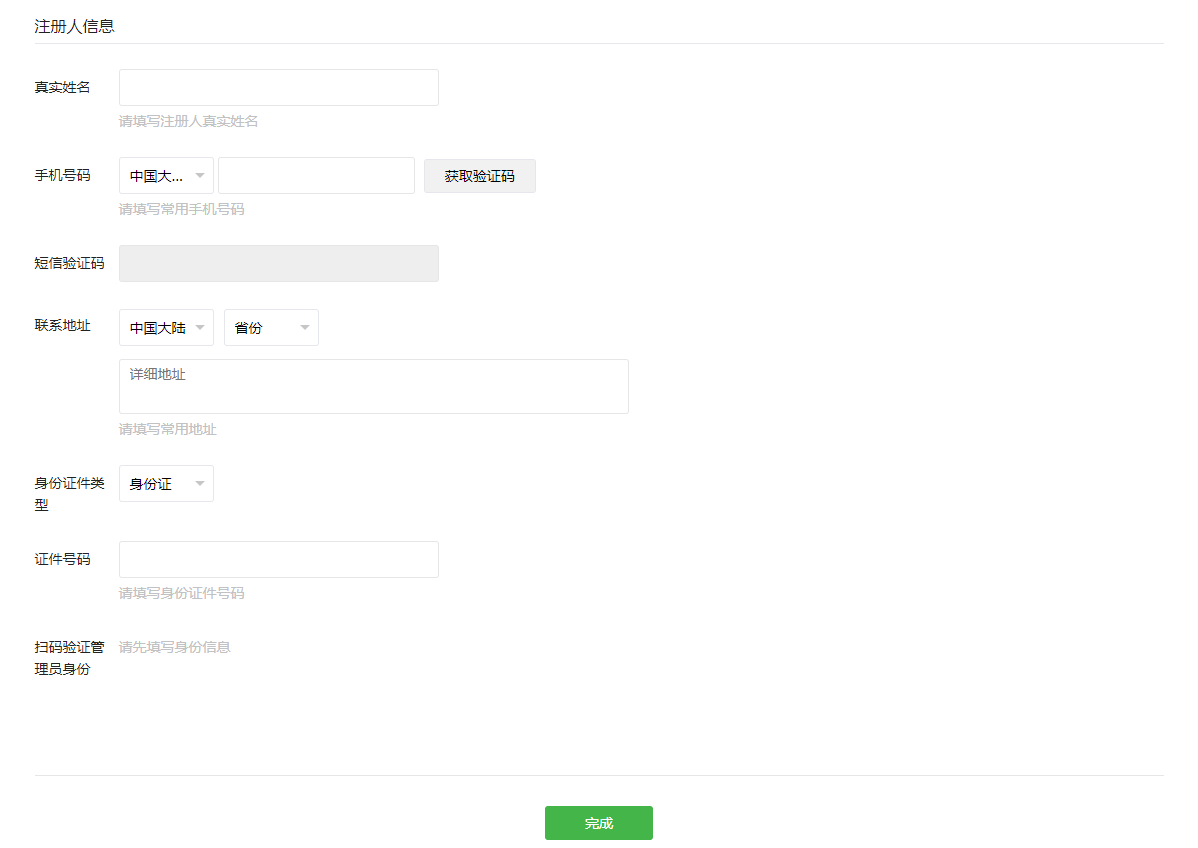 注册人信息
真实姓名
请填写注册人真实姓名
手机号码 中国大... 获取验证码
请填写常用手机号码
短信验证码
联系地址 中国大陆 省份
详细地址
请填写常用地址
身份证件类 身份证
型
证件号码
请填写身份证件号码
扫码验证管 请先填写身份信息
理员身份
完成